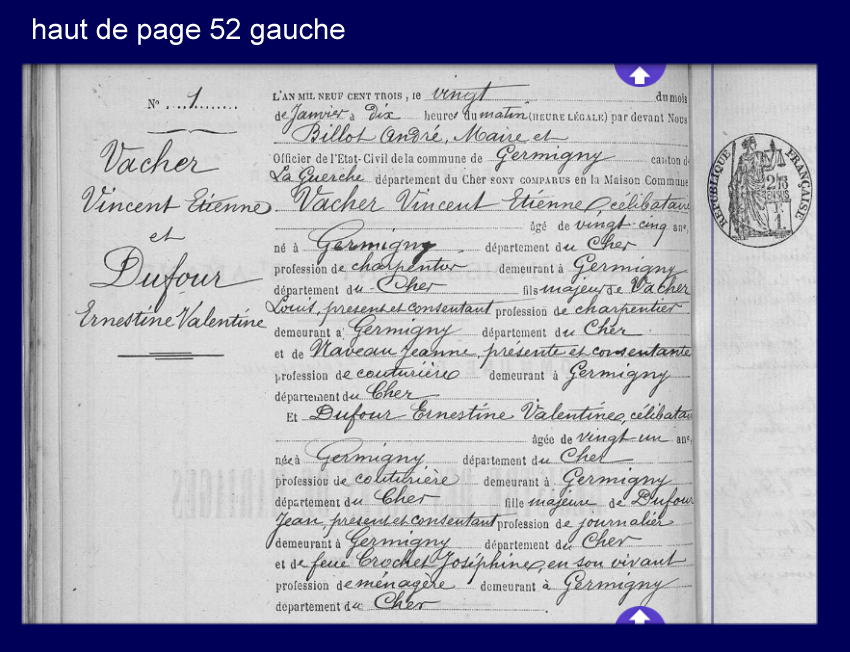 haut de page 52 gauche
N° ...1........
Vacher
Vincent Etienne
et
Dufour
Ernestine Valentine
L'AN MIL NEUF CENT TROIS, le vingt du mois
de Janvier à dix heures du matin (HEURE LÉGALE) par devant Nous
Billot André, Maire et
Officier de l'Etat-Civil de la commune de Germigny canton de
La Guerche département du Cher SONT COMPARUS en la Maison Commune
Vacher Vincent Etienne, célibataire
âgé de vingt cinq ans,
né à Germigny département du Cher
profession de charpentier demeurant à Germigny
département du Cher fils majeur de Vacher
Louis, présent et consentant profession de charpentier
demeurant à Germigny département du Cher
et de Naveau Jeanne, présente et consentante
profession de couturière demeurant à Germigny
département du Cher
Et Dufour Ernestine Valentine, célibataire
âgée de vingt un ans,
née à Germigny département du Cher
profession de couturière demeurant à Germigny
département du Cher fille majeure de Dufour
Jean, présent et consentant profession de journalier
demeurant à Germigny département du Cher
et de feue Crochet Joséphine, en son vivant
profession de ménagère demeurant à Germigny
département du Cher
RÉPUBLIQUE FRANÇAISE